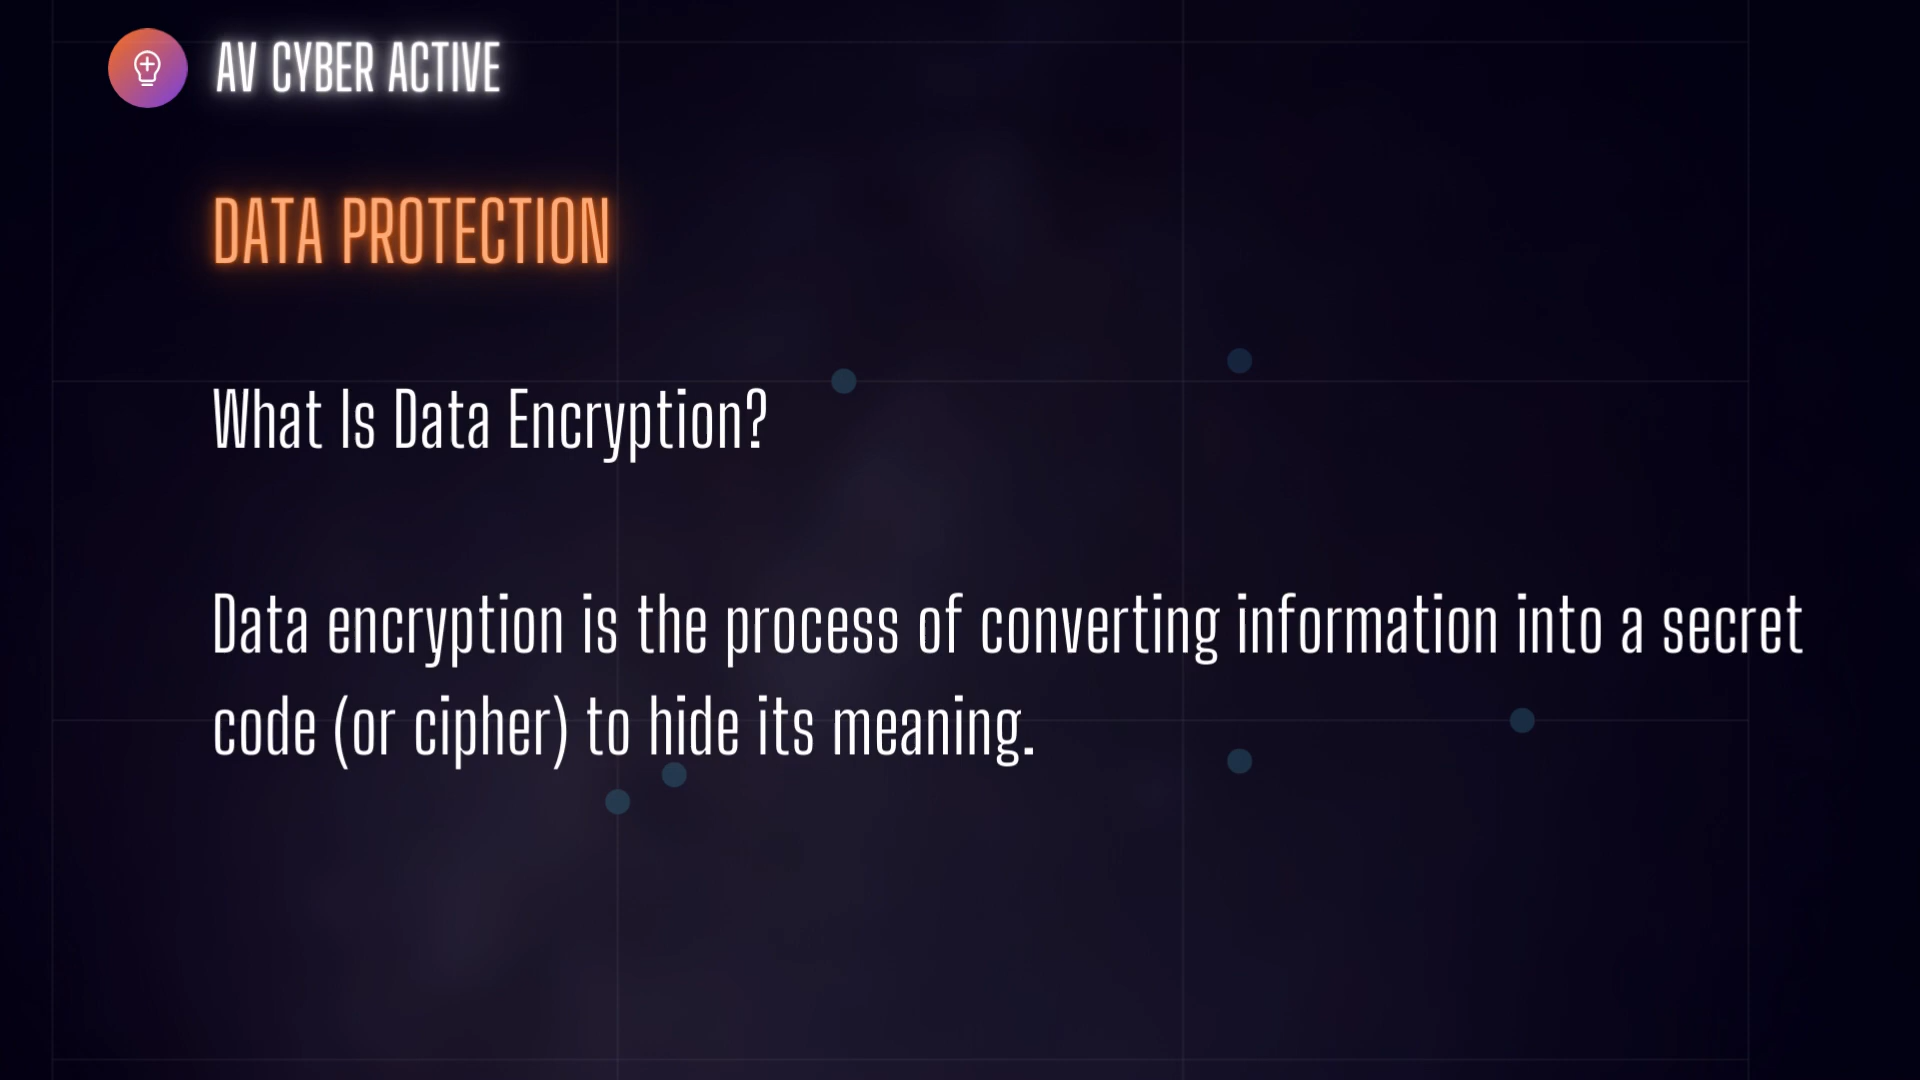 AV CYBER ACTIVE
DATA PROTECTION
What Is Data Encryption?
Data encryption is the process of converting information into a secret
code (or cipher) to hide its meaning.